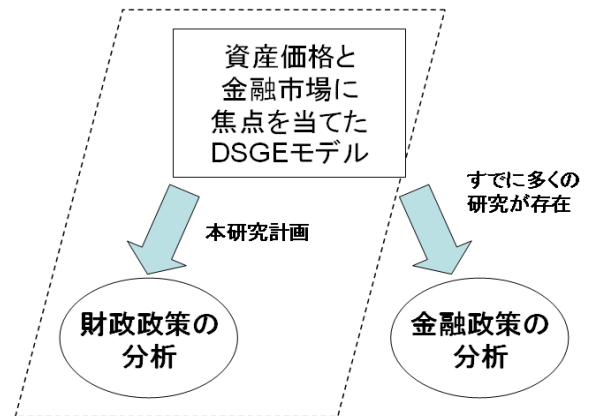 資産価格と
金融市場に
焦点を当てた
DSGEモデル
すでに多くの
研究が存在
本研究計画
財政政策の
分析
金融政策の
分析